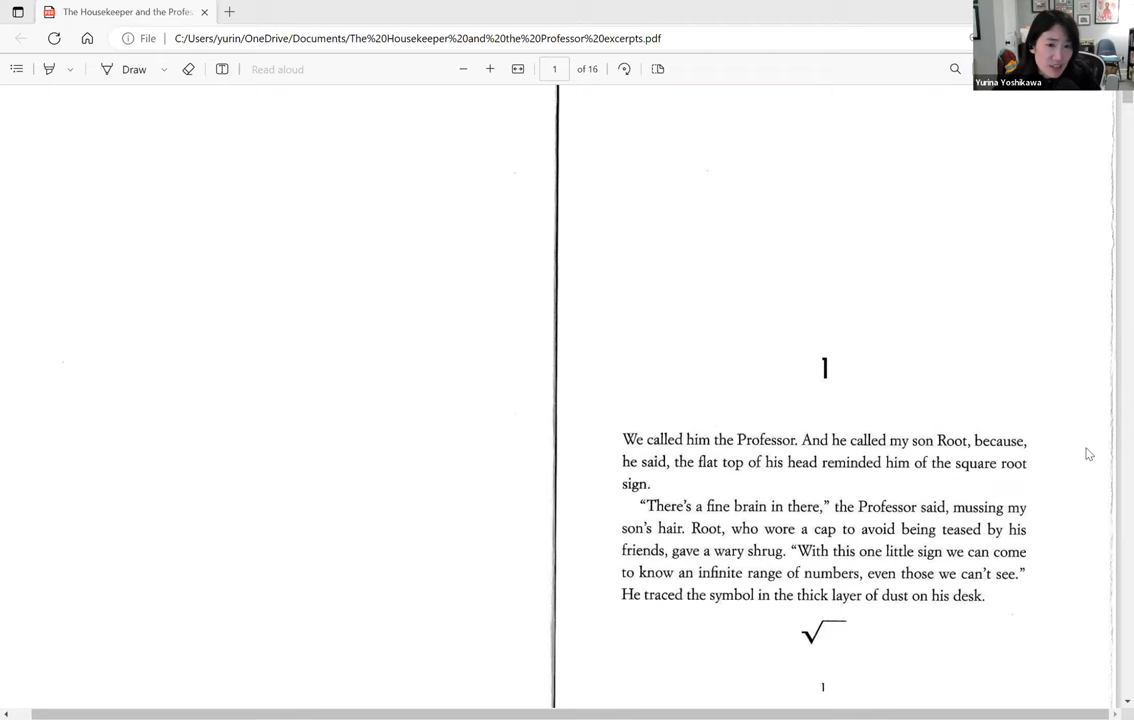 The Housekeeper and the Profes
File
C:/Users/yurin/OneDrive/Documents/The%20Housekeeper%20and%20the%20Professor%20excerpts.pdf
Draw
Read aloud
1 of 16
Yurina Yoshikawa
1
We called him the Professor. And he called my son Root, because,
he said, the flat top of his head reminded him of the square root
sign.
“There’s a fine brain in there,” the Professor said, mussing my
son’s hair. Root, who wore a cap to avoid being teased by his
friends, gave a wary shrug. “With this one little sign we can come
to know an infinite range of numbers, even those we can’t see.”
He traced the symbol in the thick layer of dust on his desk.
√
1